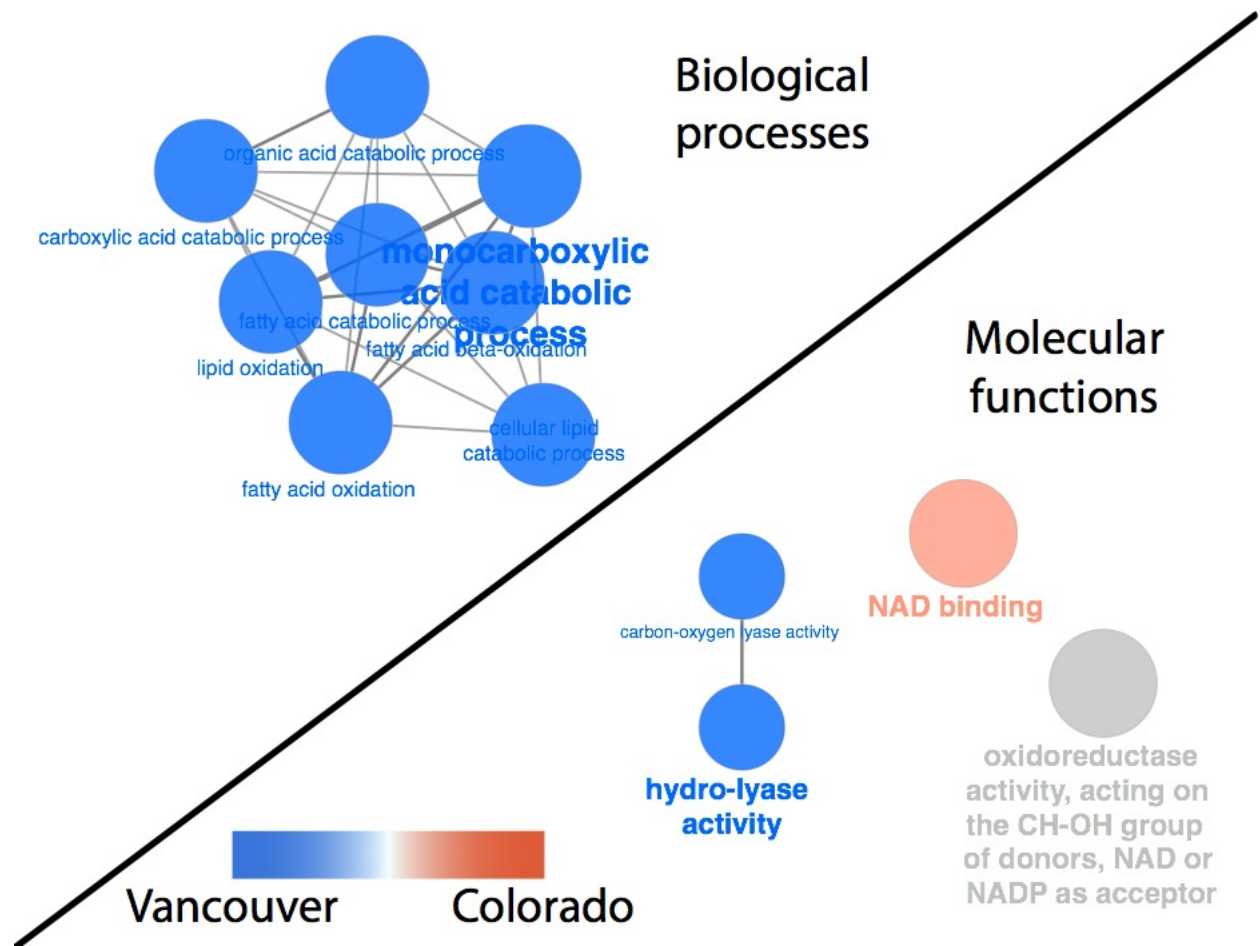 Biological
processes
organic acid catabolic process
carboxylic acid catabolic process
monocarboxylic
acid catabolic
process
fatty acid catabolic process
fatty acid beta-oxidation
lipid oxidation
cellular lipid
catabolic process
fatty acid oxidation
Molecular
functions
NAD binding
carbon-oxygen lyase activity
hydro-lyase
activity
oxidoreductase
activity, acting on
the CH-OH group
of donors, NAD or
NADP as acceptor
Vancouver
Colorado